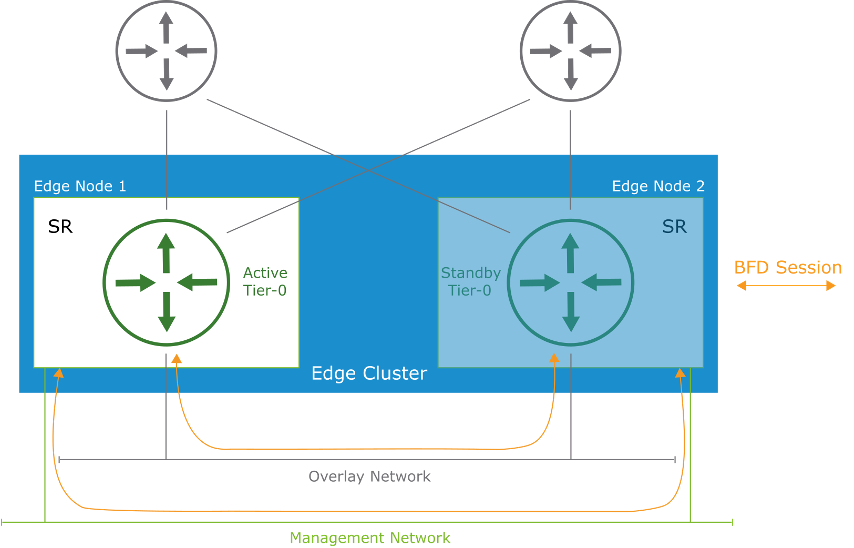 Edge Node 1
Edge Node 2
SR
SR
Active
Tier-0
Standby
Tier-0
BFD Session
Edge Cluster
Overlay Network
Management Network